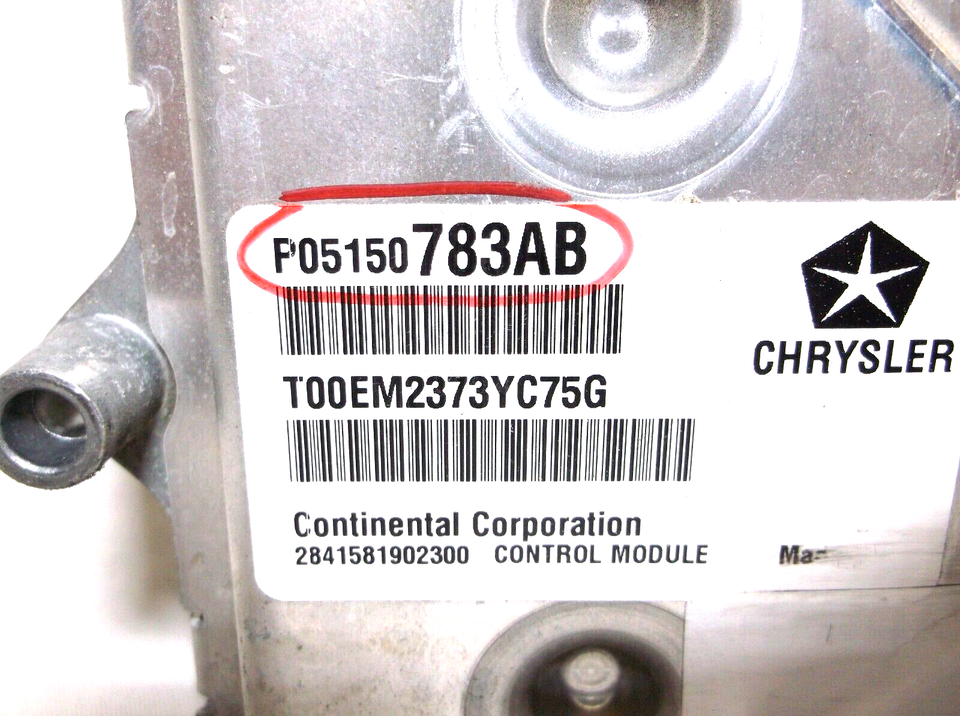 P05150783AB
CHRYSLER
T00EM2373YC75G
Continental Corporation
2841581902300 CONTROL MODULE